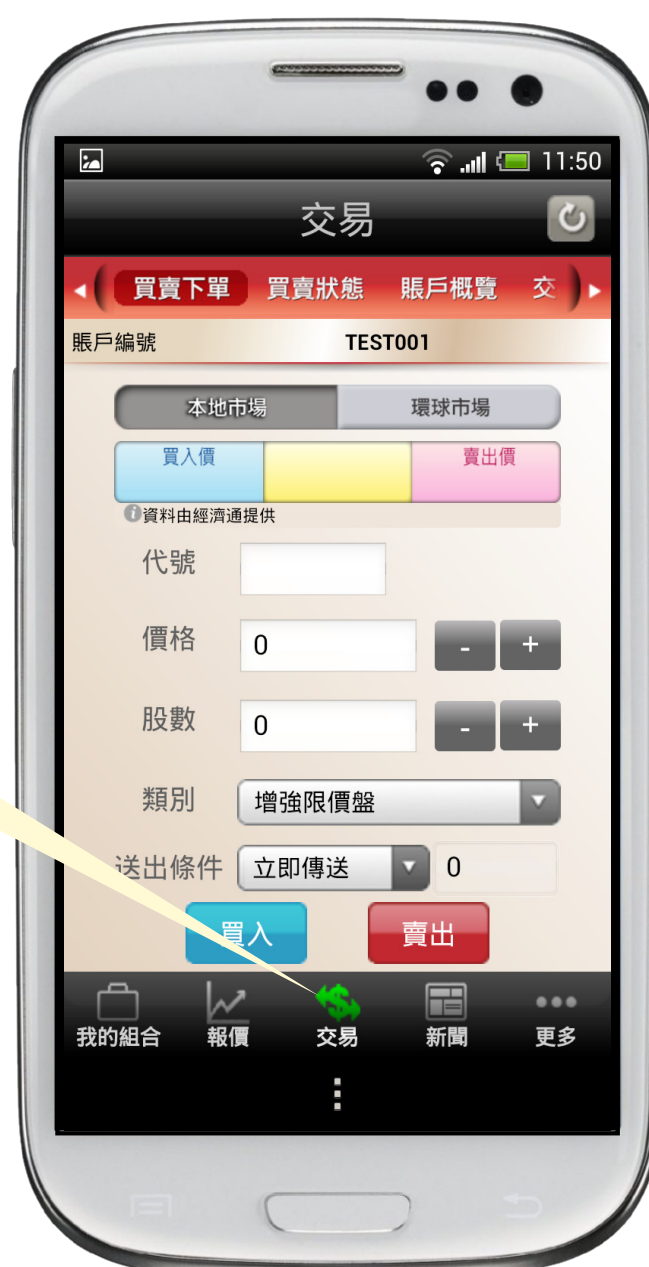 11:50
交易
買賣下單 買賣狀態 賬戶概覽 交
賬戶編號 TEST001
本地市場 環球市場
買入價 賣出價
資料由經濟通提供
代號
價格 0 - +
股數 0 - +
類別 增強限價盤
送出條件 立即傳送 0
買入 賣出
我的組合 報價 交易 新聞 更多